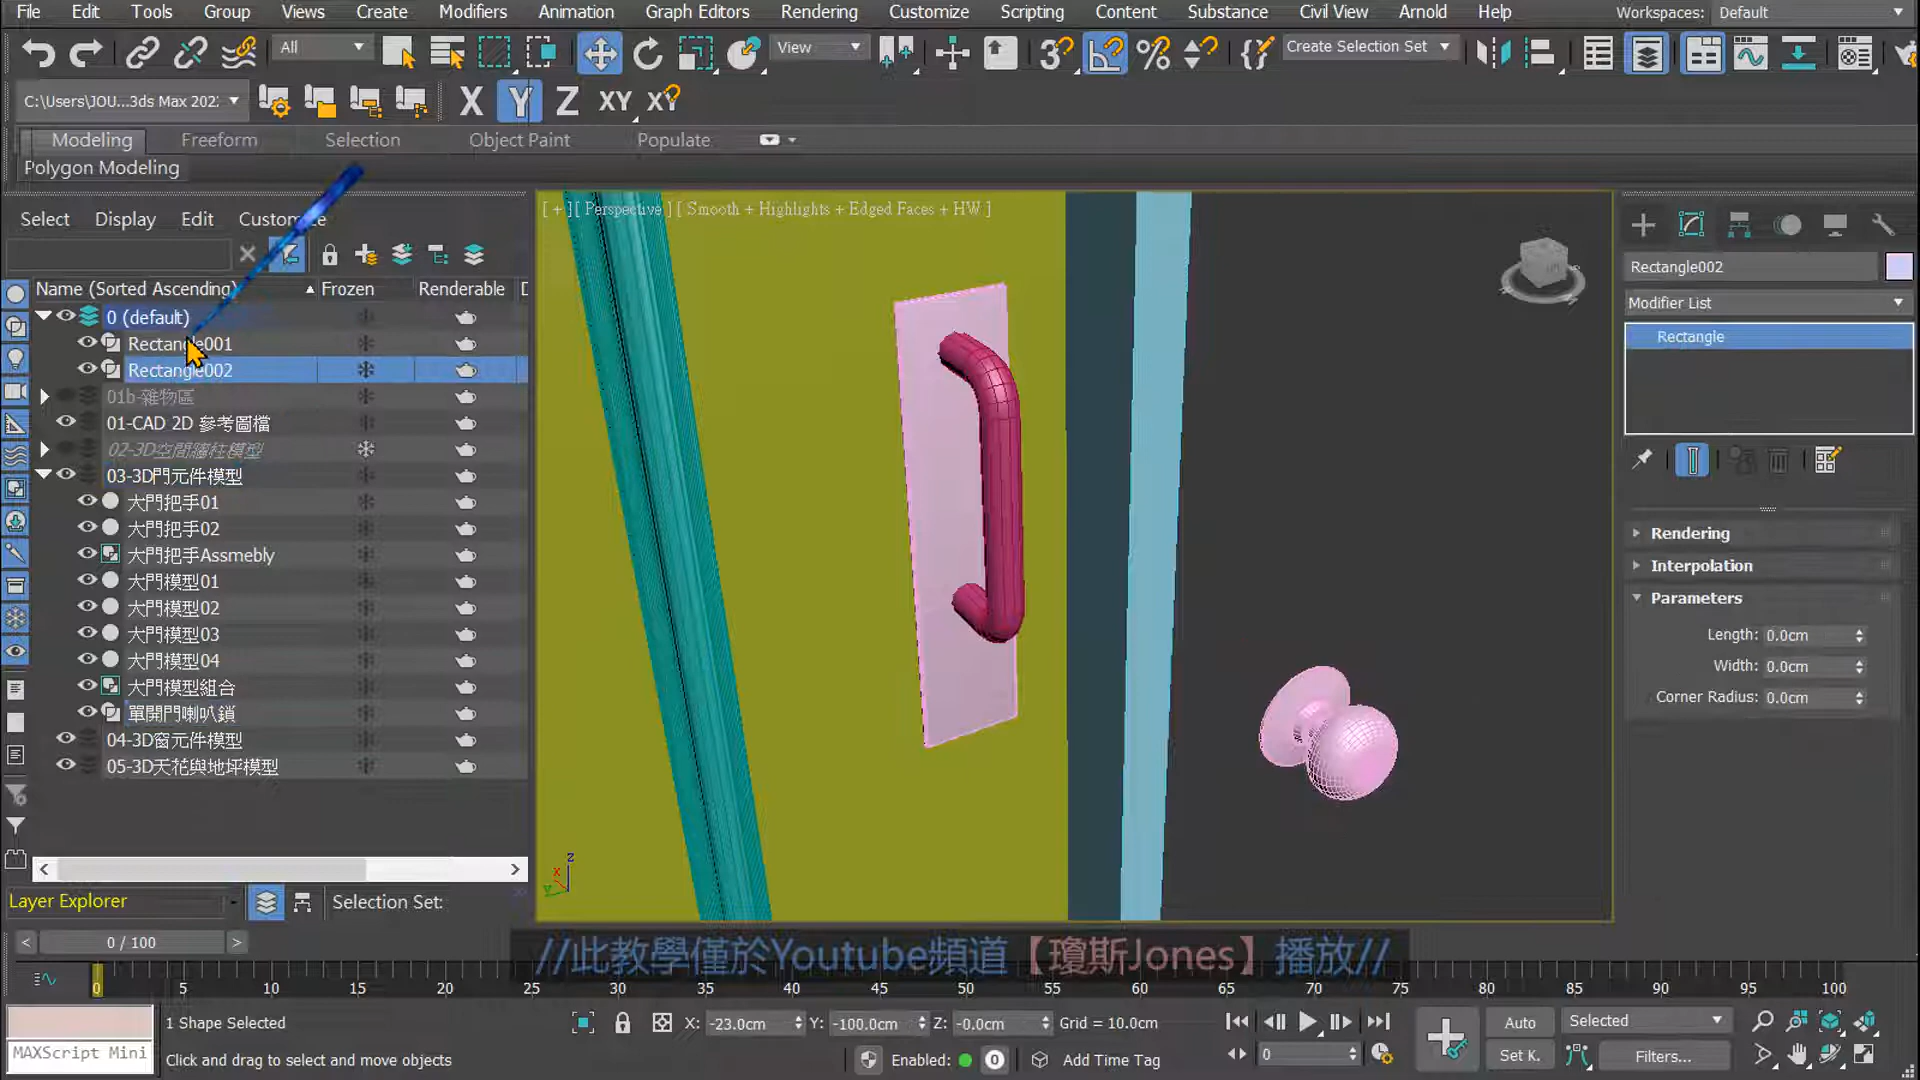 File Edit Tools Group Views Create Modifiers Animation Graph Editors Rendering Customize Scripting Content Substance Civil View Arnold Help Workspaces: Default
All View Create Selection Set
C:\Users\JOU...3ds Max 202 X Y Z XY XY
Modeling Freeform Selection Object Paint Populate
Polygon Modeling
Select Display Edit Customize
[ + ] [ Perspective ] [ Smooth + Highlights + Edged Faces + HW ]
Name (Sorted Ascending) Frozen Renderable D
0 (default)
Rectangle001
Rectangle002
01b-雜物區
01-CAD 2D 參考圖檔
02-3D空間牆柱模型
03-3D門元件模型
大門把手01
大門把手02
大門把手Assmebly
大門模型01
大門模型02
大門模型03
大門模型04
大門模型組合
單開門喇叭鎖
04-3D窗元件模型
05-3D天花與地坪模型
Rectangle002
Modifier List
Rectangle
Rendering
Interpolation
Parameters
Length: 0.0cm
Width: 0.0cm
Corner Radius: 0.0cm
z
x
y
Layer Explorer Selection Set:
< 0 / 100 >
//此教學僅於Youtube頻道【瓊斯Jones】播放//
0 5 10 15 20 25 30 35 40 45 50 55 60 65 70 75 80 85 90 95 100
1 Shape Selected X: -23.0cm Y: -100.0cm Z: -0.0cm Grid = 10.0cm Auto Selected
MAXScript Mini Click and drag to select and move objects Enabled: 0 Add Time Tag 0 Set K. Filters...